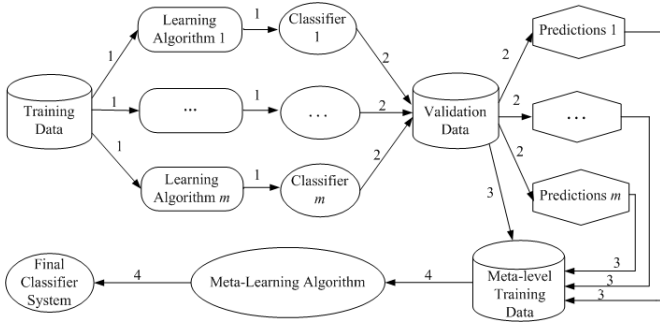 Learning
Algorithm 1
1
Classifier
1
1
2
Predictions 1
2
Training
Data
1
...
1
...
2
Validation
Data
2
...
1
Learning
Algorithm m
1
Classifier
m
2
2
Predictions m
3
Final
Classifier
System
4
Meta-Learning Algorithm
4
Meta-level
Training
Data
3
3
3